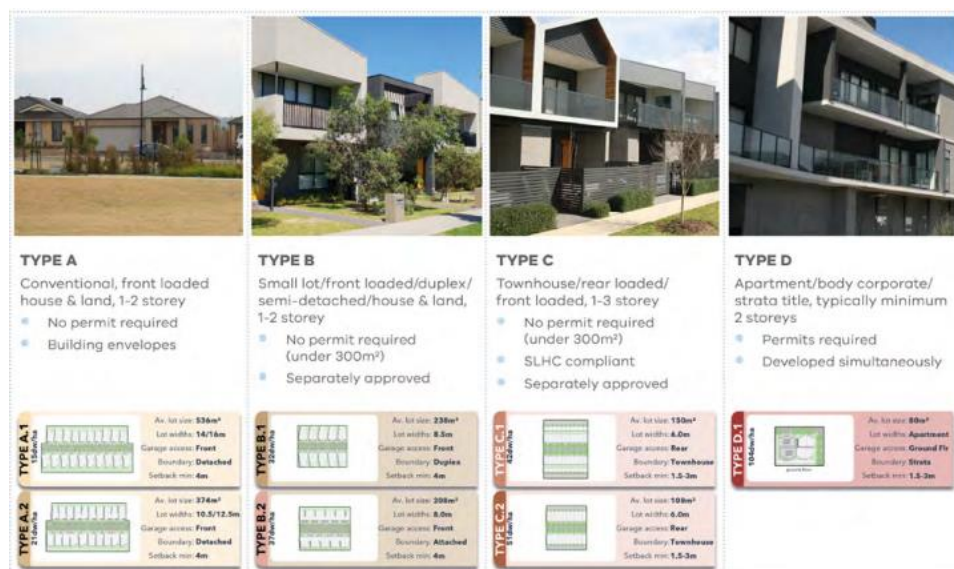 TYPE A
Conventional, front loaded
house & land, 1-2 storey
No permit required
Building envelopes
TYPE B
Small lot/front loaded/duplex/
semi-detached/house & land,
1-2 storey
No permit required
(under 300m²)
Separately approved
TYPE C
Townhouse/rear loaded/
front loaded, 1-3 storey
No permit required
(under 300m²)
SLHC compliant
Separately approved
TYPE D
Apartment/body corporate/
strata title, typically minimum
2 storeys
Permits required
Developed simultaneously
TYPE A.1
15dw/ha
Av. lot size: 536m²
Lot widths: 14/16m
Garage access: Front
Boundary: Detached
Setback min: 4m
TYPE B.1
32dw/ha
Av. lot size: 238m²
Lot widths: 8.5m
Garage access: Front
Boundary: Duplex
Setback min: 4m
TYPE C.1
42dw/ha
Av. lot size: 150m²
Lot widths: 6.0m
Garage access: Rear
Boundary: Townhouse
Setback min: 1.5-3m
TYPE D.1
104dw/ha
Av. lot size: 80m²
Lot widths: Apartment
Garage access: Ground Flr
Boundary: Strata
Setback min: 1.5-3m
TYPE A.2
21dw/ha
Av. lot size: 374m²
Lot widths: 10.5/12.5m
Garage access: Front
Boundary: Detached
Setback min: 4m
TYPE B.2
37dw/ha
Av. lot size: 208m²
Lot widths: 8.0m
Garage access: Front
Boundary: Attached
Setback min: 4m
TYPE C.2
51dw/ha
Av. lot size: 108m²
Lot widths: 6.0m
Garage access: Rear
Boundary: Townhouse
Setback min: 1.5-3m